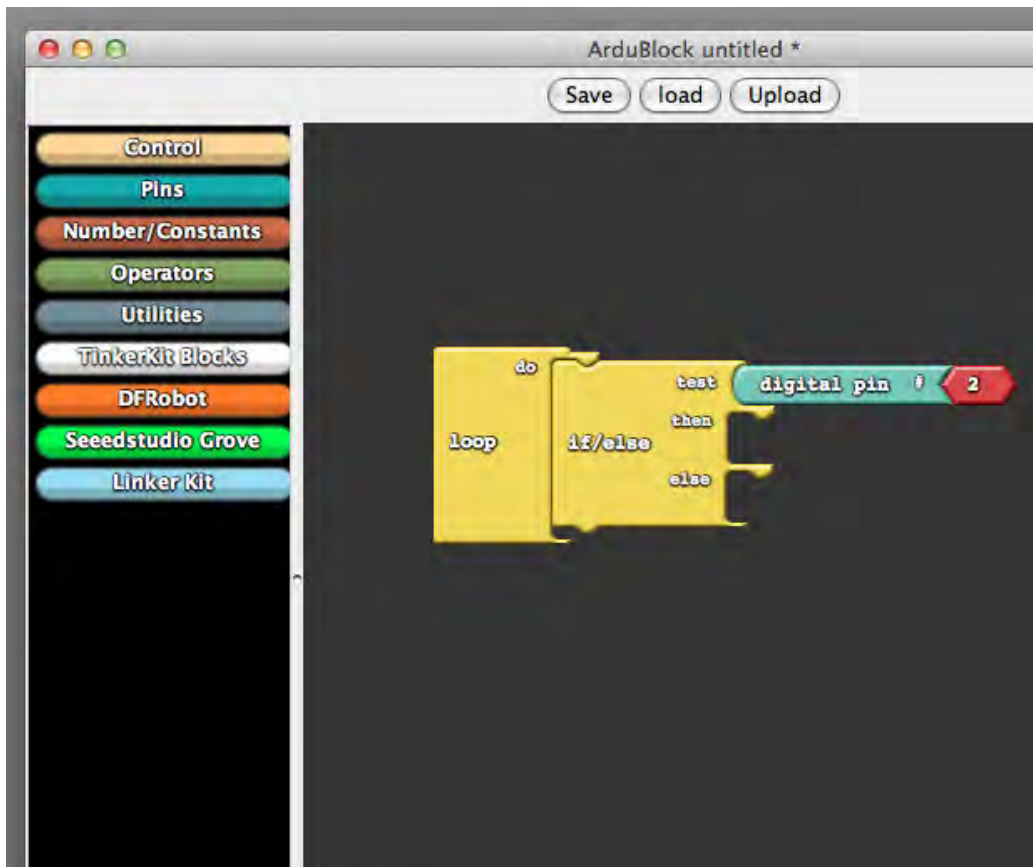 ArduBlock untitled *
Save load Upload
Control
Pins
Number/Constants
Operators
Utilities
TinkerKit Blocks
DFRobot
Seeedstudio Grove
Linker Kit
do
test
digital pin # 2
then
loop
if/else
else